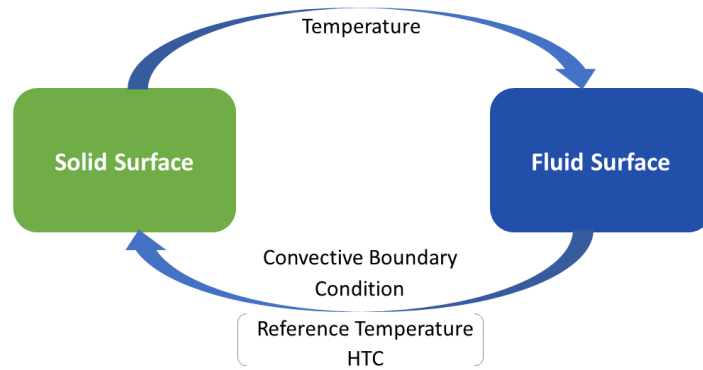 Temperature
Solid Surface
Fluid Surface
Convective Boundary
Condition
Reference Temperature
HTC